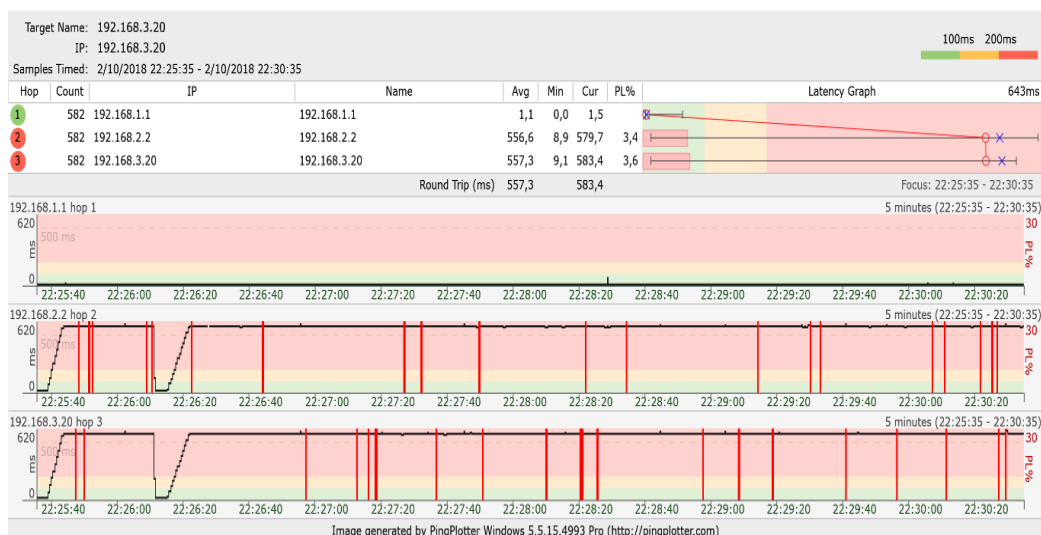 Target Name: 192.168.3.20
IP: 192.168.3.20
100ms 200ms
Samples Timed: 2/10/2018 22:25:35 - 2/10/2018 22:30:35
Hop Count IP Name Avg Min Cur PL% Latency Graph 643ms
1 582 192.168.1.1 192.168.1.1 1,1 0,0 1,5
2 582 192.168.2.2 192.168.2.2 556,6 8,9 579,7 3,4
3 582 192.168.3.20 192.168.3.20 557,3 9,1 583,4 3,6
Round Trip (ms) 557,3 583,4 Focus: 22:25:35 - 22:30:35
192.168.1.1 hop 1 5 minutes (22:25:35 - 22:30:35)
620 30
500 ms
ms PL%
0
22:25:40 22:26:00 22:26:20 22:26:40 22:27:00 22:27:20 22:27:40 22:28:00 22:28:20 22:28:40 22:29:00 22:29:20 22:29:40 22:30:00 22:30:20
192.168.2.2 hop 2 5 minutes (22:25:35 - 22:30:35)
620 30
500 ms
ms PL%
0
22:25:40 22:26:00 22:26:20 22:26:40 22:27:00 22:27:20 22:27:40 22:28:00 22:28:20 22:28:40 22:29:00 22:29:20 22:29:40 22:30:00 22:30:20
192.168.3.20 hop 3 5 minutes (22:25:35 - 22:30:35)
620 30
500 ms
ms PL%
0
22:25:40 22:26:00 22:26:20 22:26:40 22:27:00 22:27:20 22:27:40 22:28:00 22:28:20 22:28:40 22:29:00 22:29:20 22:29:40 22:30:00 22:30:20
Image generated by PingPlotter Windows 5.5.15.4993 Pro (http://pingplotter.com)